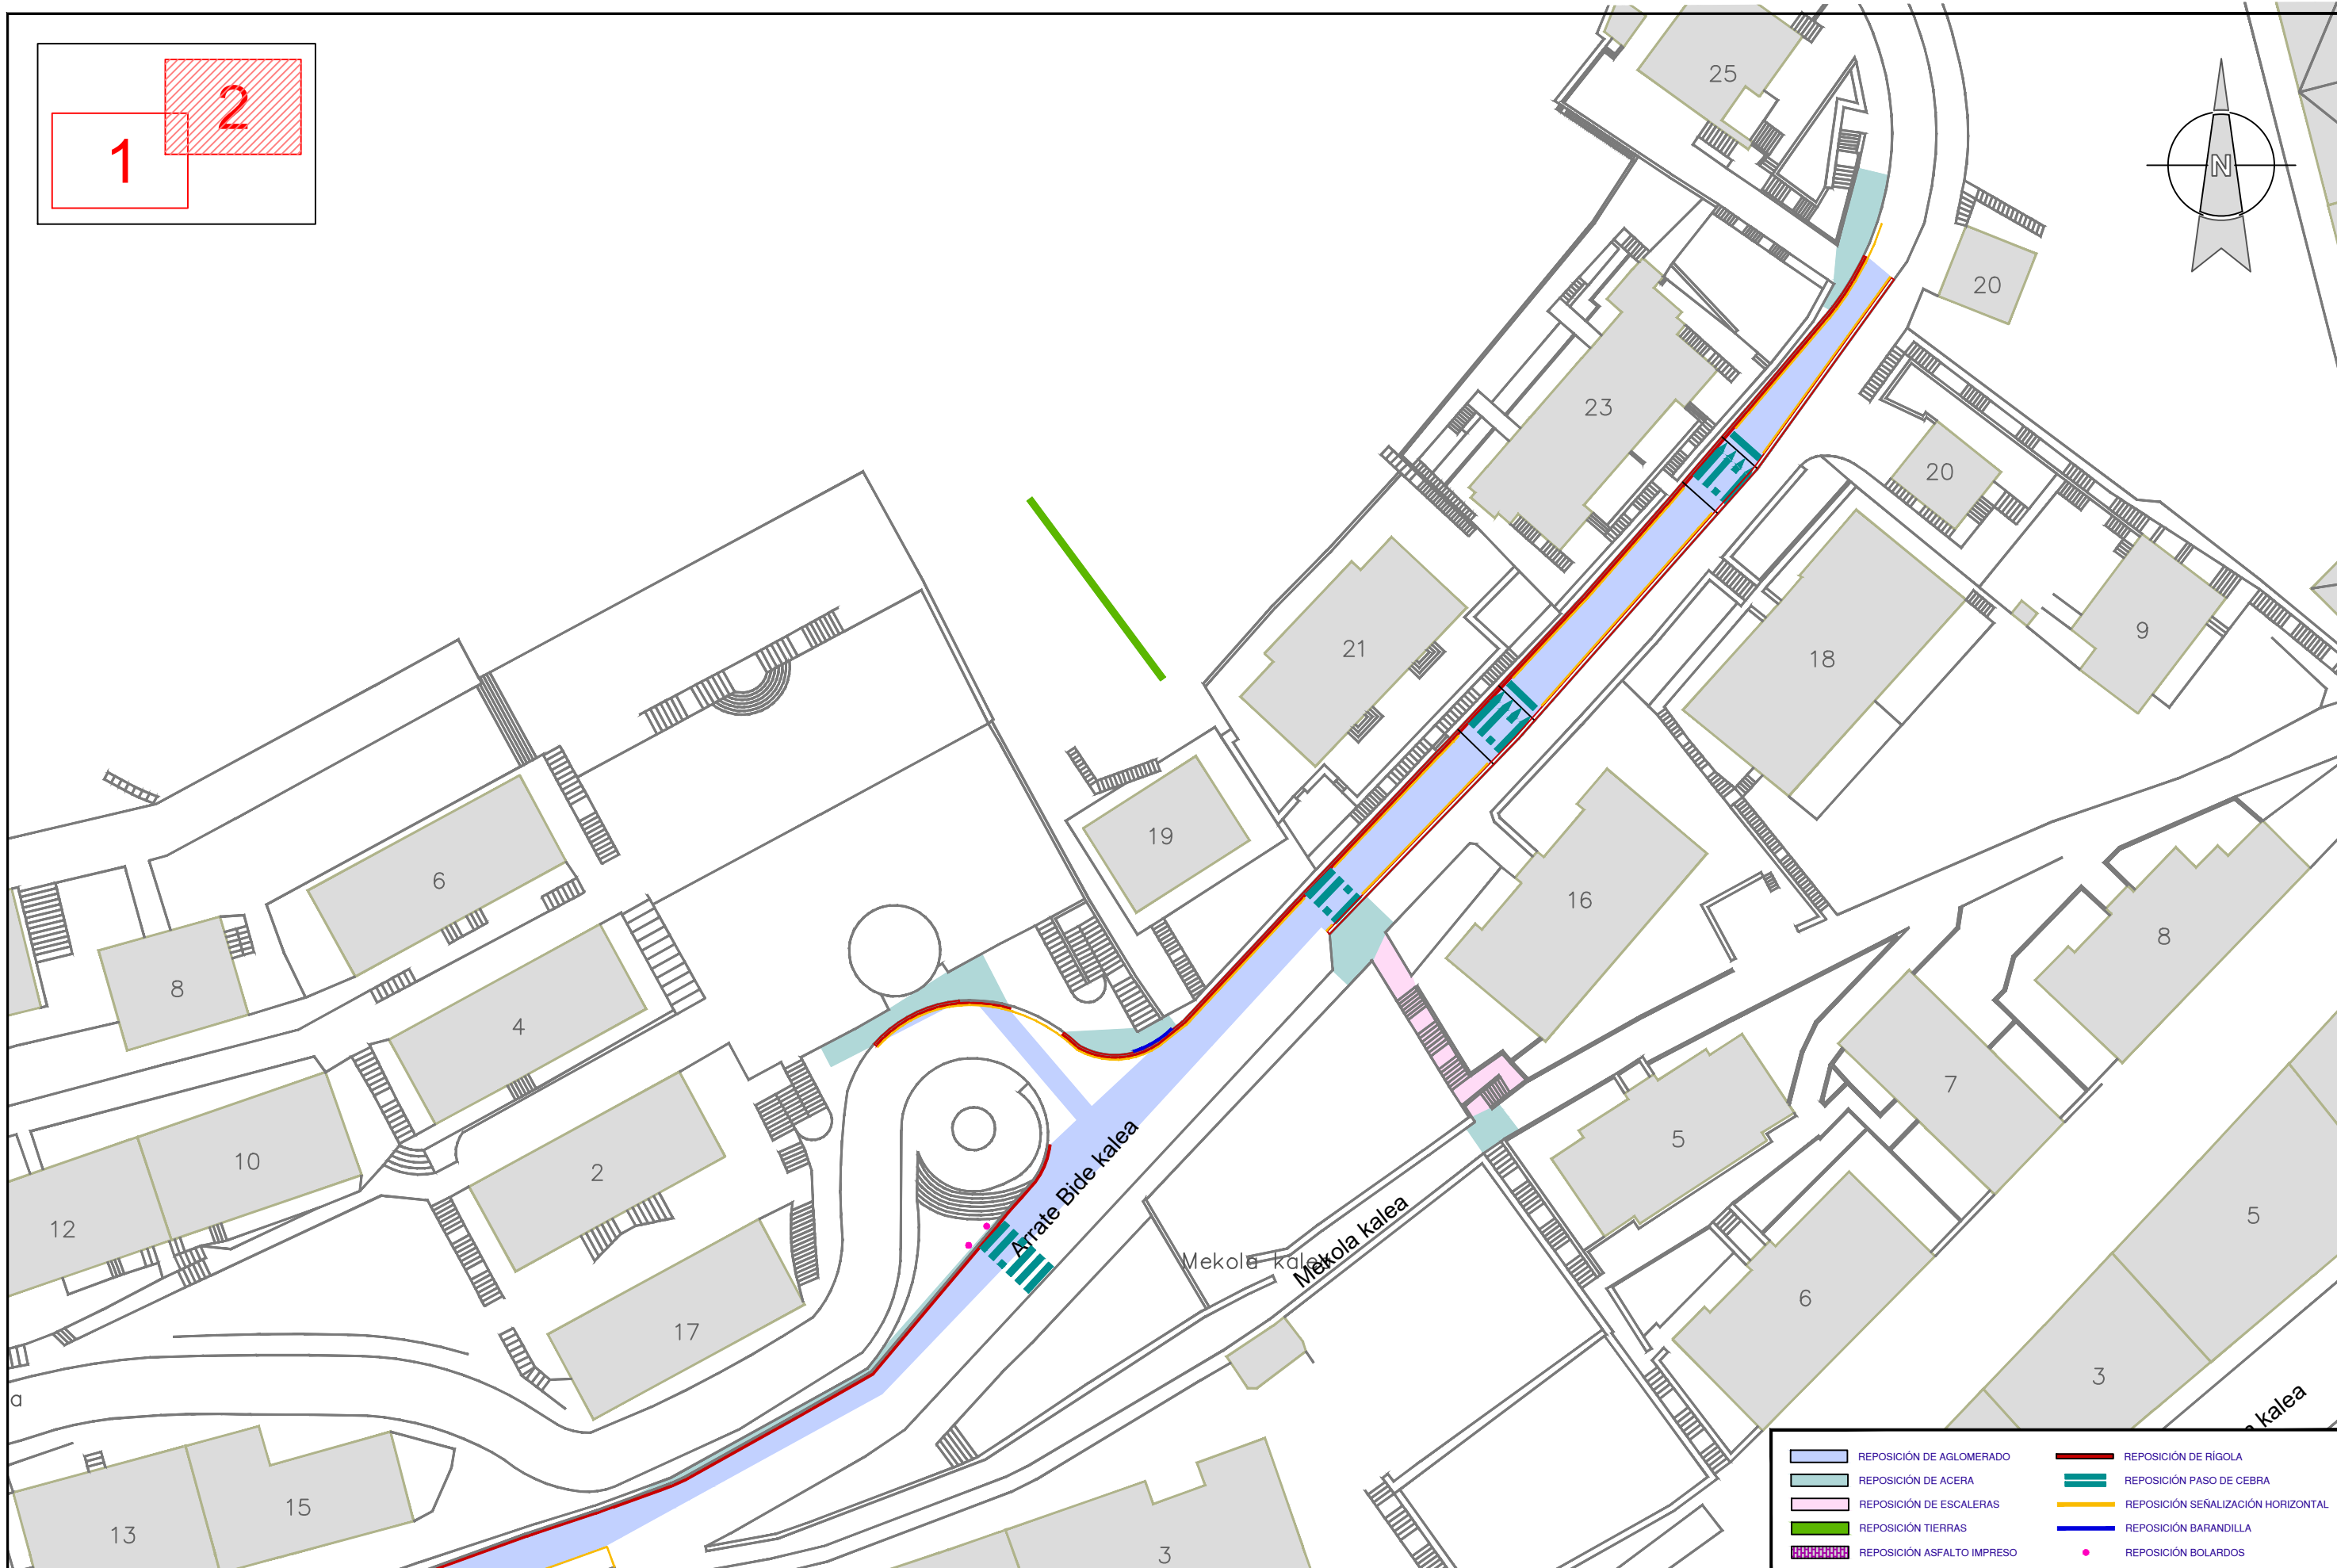 2
1
25
N
20
23
20
21
9
18
19
6
16
8
8
4
7
5
10
2
Arrate Bide kalea
12
5
Mekola kalea
Mekola kale
6
17
3
a
kalea
15
13
3
REPOSICIÓN DE AGLOMERADO
REPOSICIÓN DE RÍGOLA
REPOSICIÓN DE ACERA
REPOSICIÓN PASO DE CEBRA
REPOSICIÓN DE ESCALERAS
REPOSICIÓN SEÑALIZACIÓN HORIZONTAL
REPOSICIÓN TIERRAS
REPOSICIÓN BARANDILLA
REPOSICIÓN ASFALTO IMPRESO
REPOSICIÓN BOLARDOS